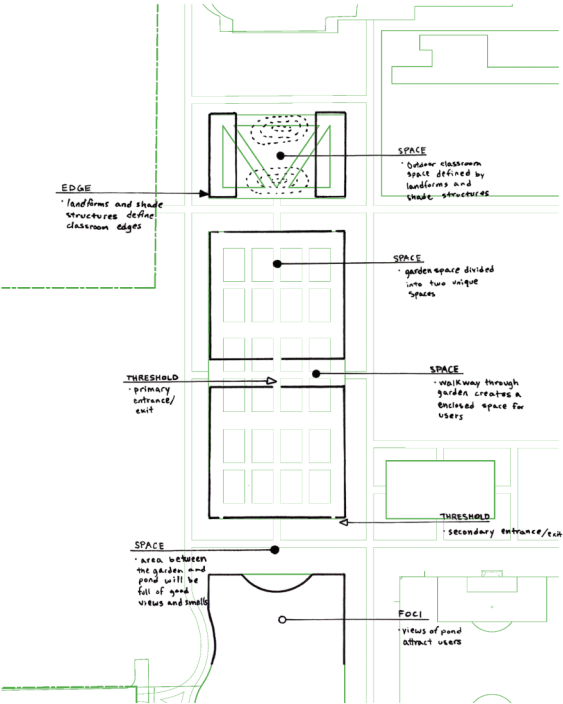 SPACE
· Outdoor classroom
space defined by
landforms and
shade structures
EDGE
· landforms and shade
structures define
classroom edges
SPACE
· garden space divided
into two unique
spaces
THRESHOLD
· primary
entrance/
exit
SPACE
· walkway through
garden creates a
enclosed space for
users
THRESHOLD
· secondary entrance/exit
SPACE
· area between
the garden and
pond will be
full of good
views and smells
FOCI
· views of pond
attract users